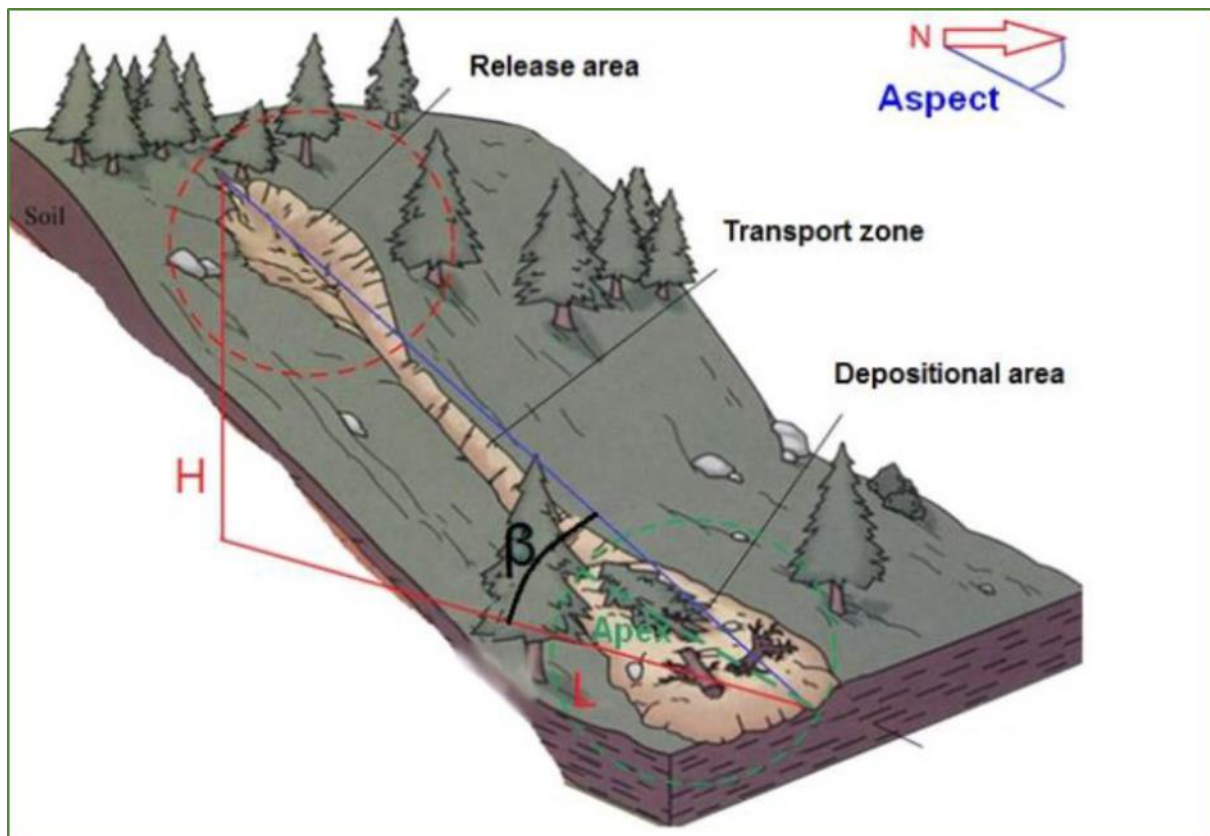 N
Aspect
Release area
Soil
Transport zone
Depositional area
H
β
Apex
L